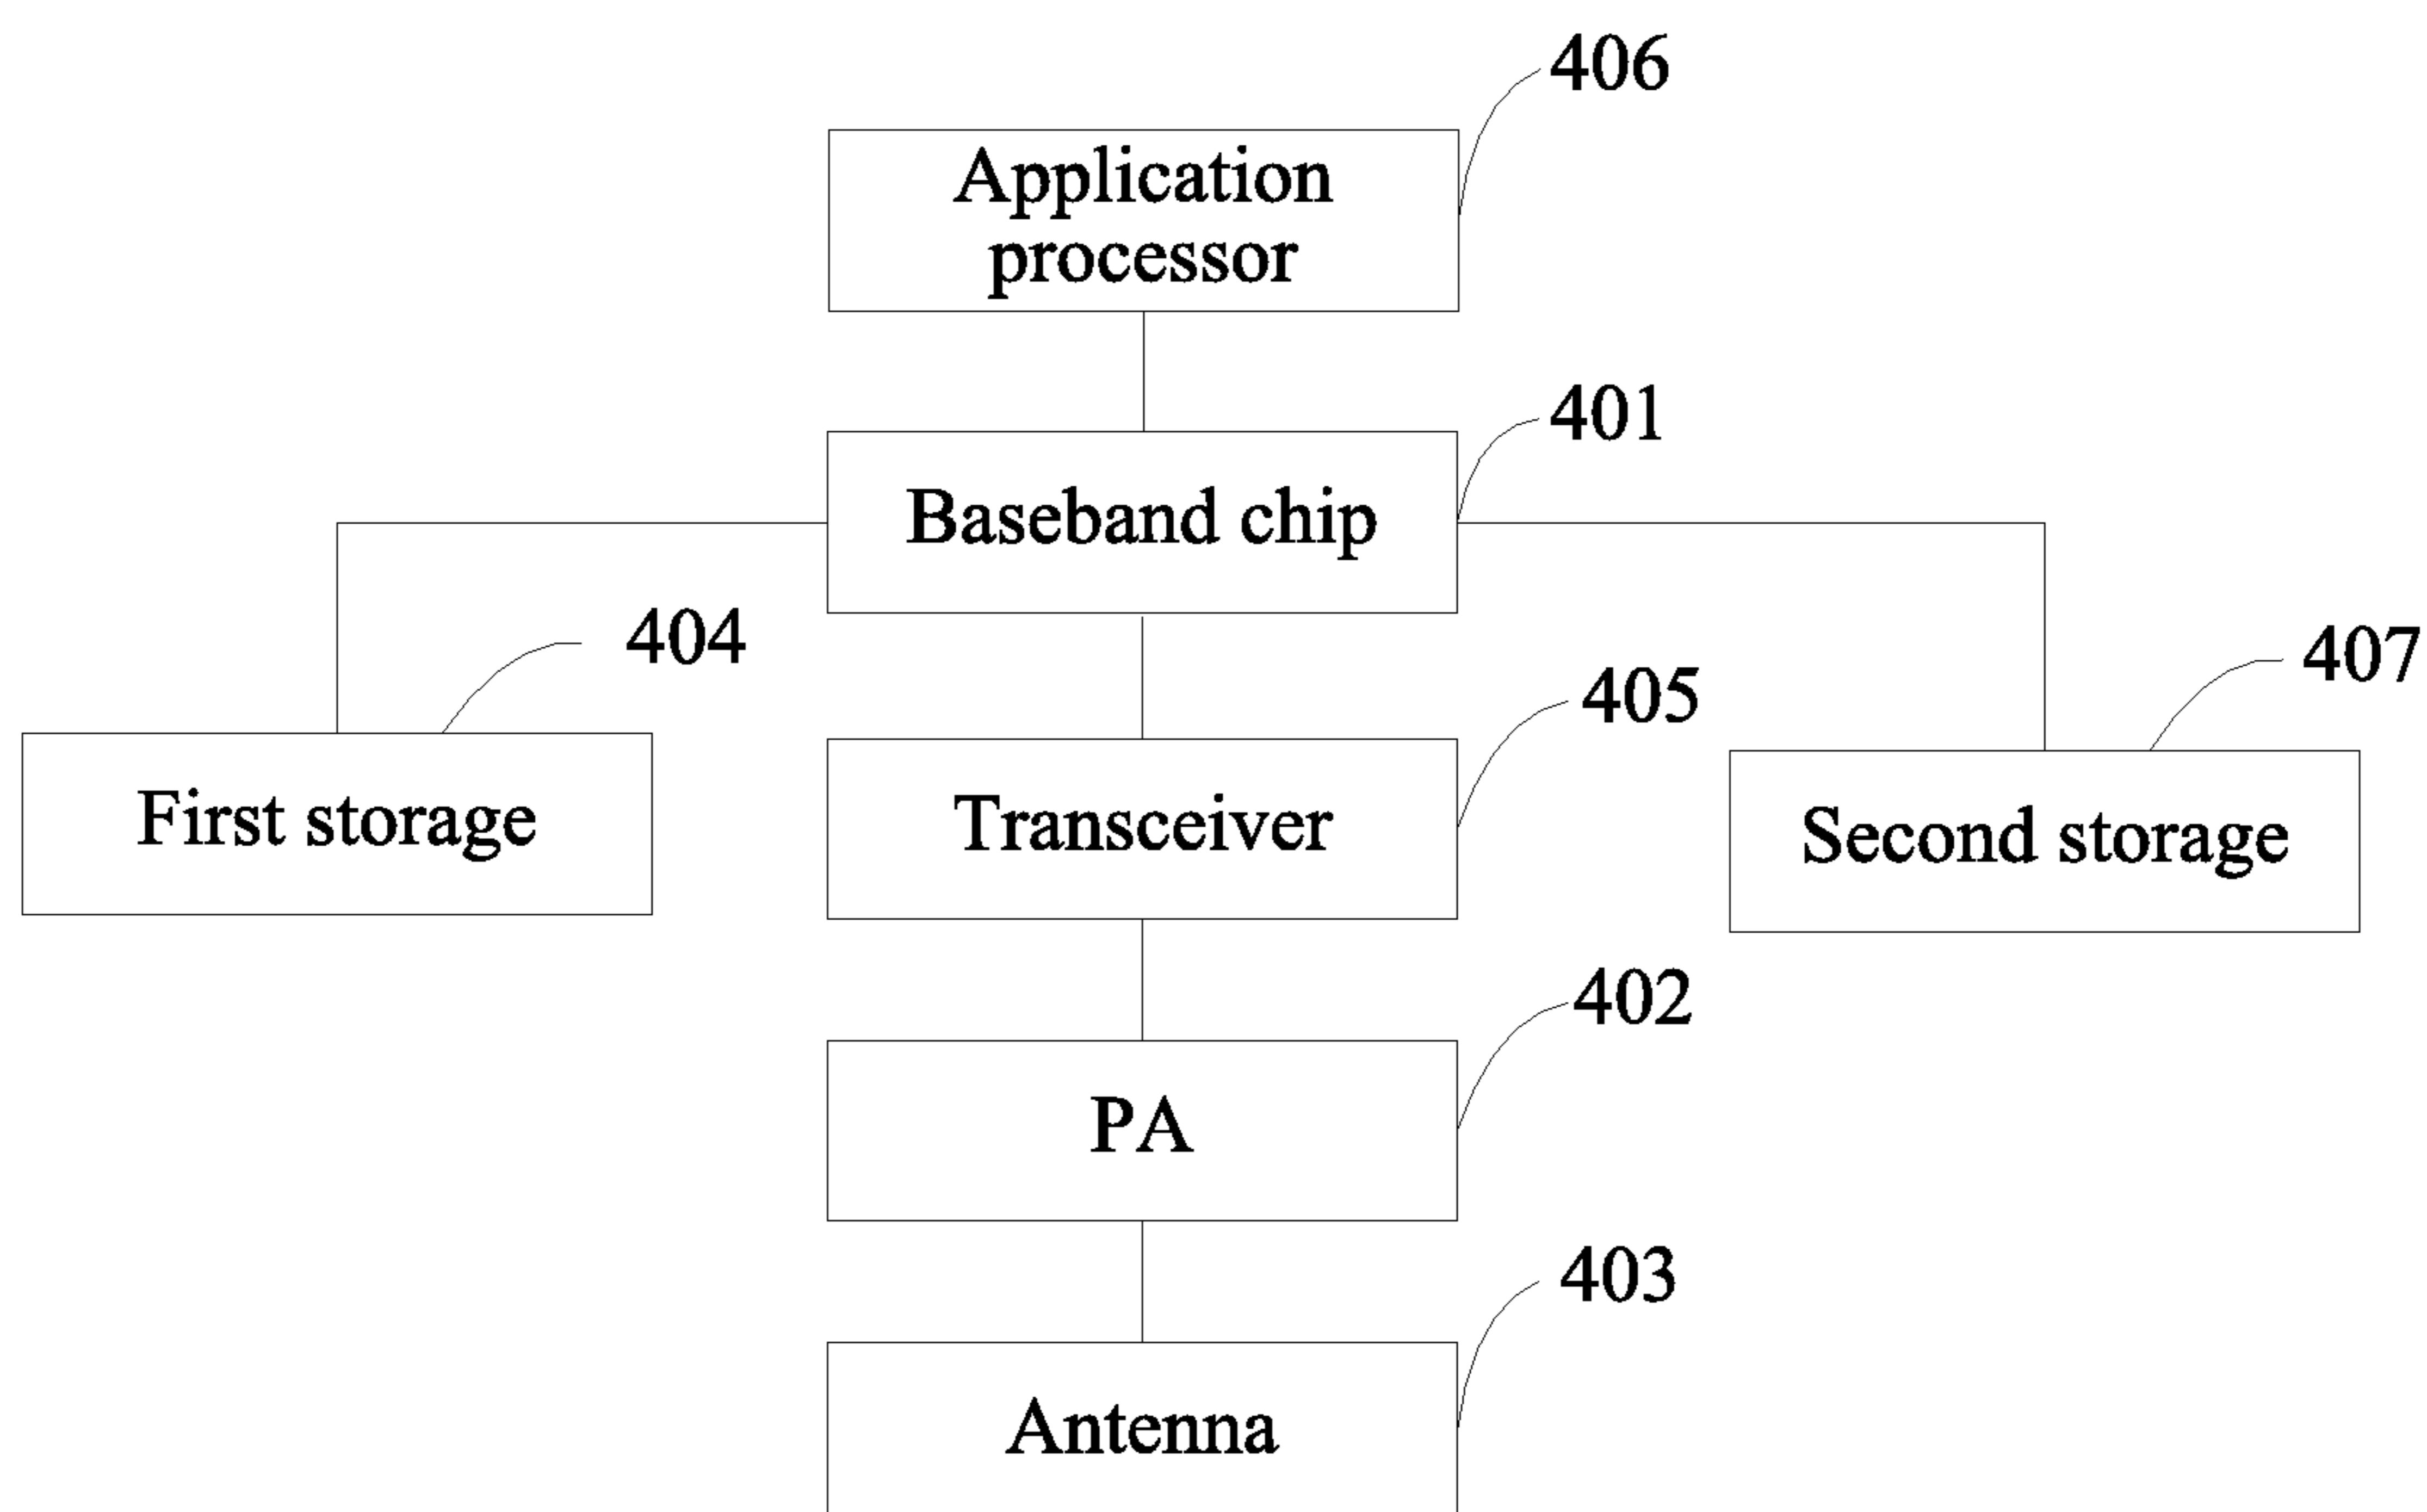 406
Application
processor
401
Baseband chip
404
405
407
First storage
Transceiver
Second storage
402
PA
403
Antenna